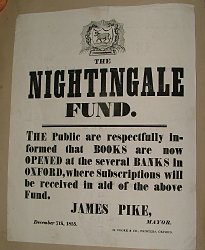 THE
NIGHTINGALE
FUND.
THE Public are respectfully in-
formed that BOOKS are now
OPENED at the several BANKS in
OXFORD, where Subscriptions will
be received in aid of the above
Fund.
JAMES PIKE,
MAYOR.
December 7th, 1855.